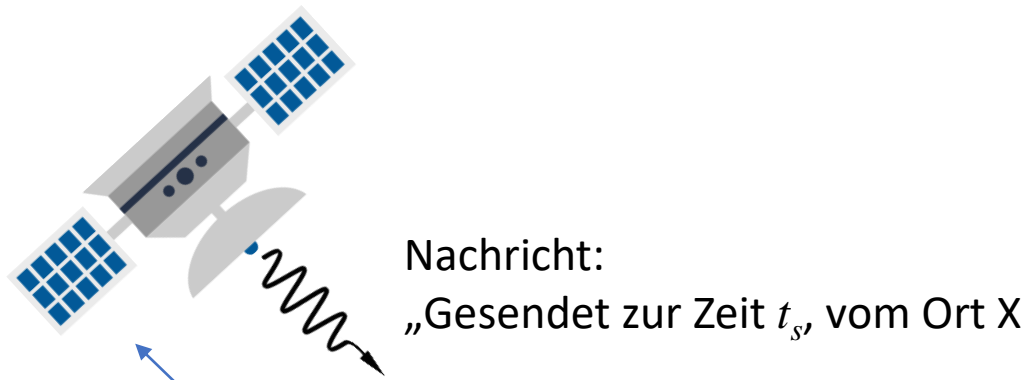 Nachricht:
„Gesendet zur Zeit tₛ, vom Ort X